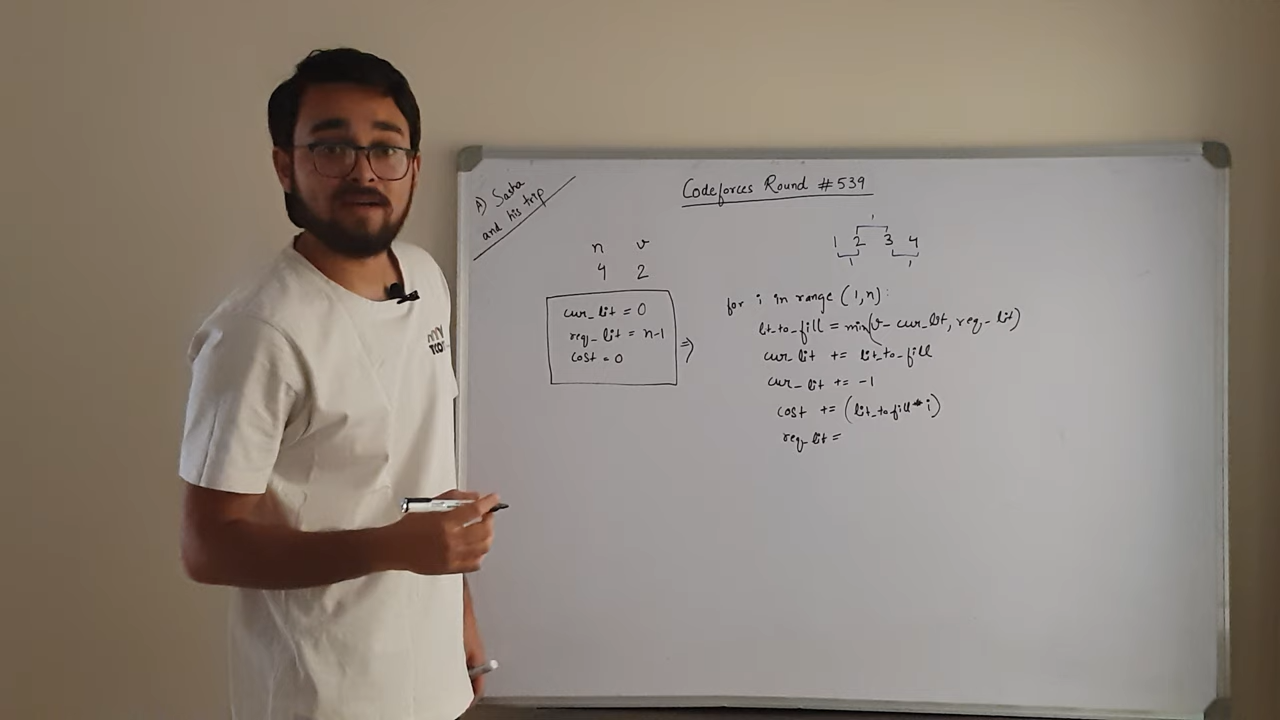 Codeforces Round #539
A) Sasha
and his trip
n v
4 2
1
1 2 3 4
1 1
cur_lit = 0
req_lit = n-1
cost = 0
⇒
for i in range (1,n):
lit_to_fill = min(v - cur_lit, req_lit)
cur_lit += lit_to_fill
cur_lit += -1
cost += (lit_to_fill * i)
req_lit =